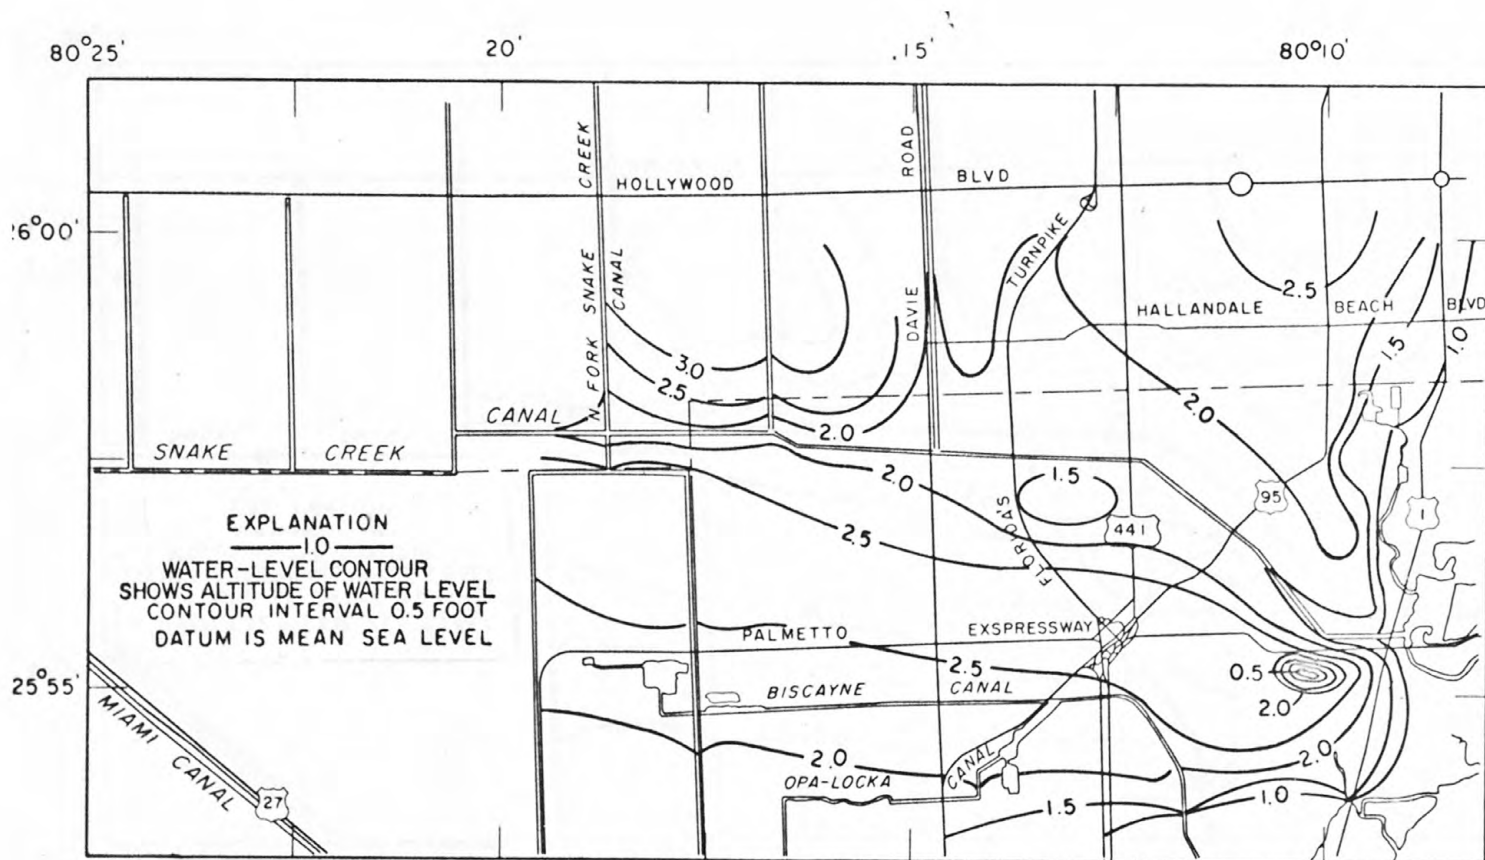 80°25'
20'
15'
80°10'
26°00'
25°55'
HOLLYWOOD BLVD
N FORK SNAKE CREEK
CANAL
DAVIE ROAD
TURNPIKE
FLORIDAS
HALLANDALE BEACH BLVD
2.5
1.5
1.0
3.0
2.5
2.0
2.0
CANAL
SNAKE CREEK
2.0
1.5
2.5
441
95
1
EXPLANATION
1.0
WATER-LEVEL CONTOUR
SHOWS ALTITUDE OF WATER LEVEL
CONTOUR INTERVAL 0.5 FOOT
DATUM IS MEAN SEA LEVEL
PALMETTO EXSPRESSWAY
2.5
0.5
2.0
BISCAYNE CANAL
MIAMI CANAL
27
2.0
2.0
OPA-LOCKA CANAL
1.5
1.0